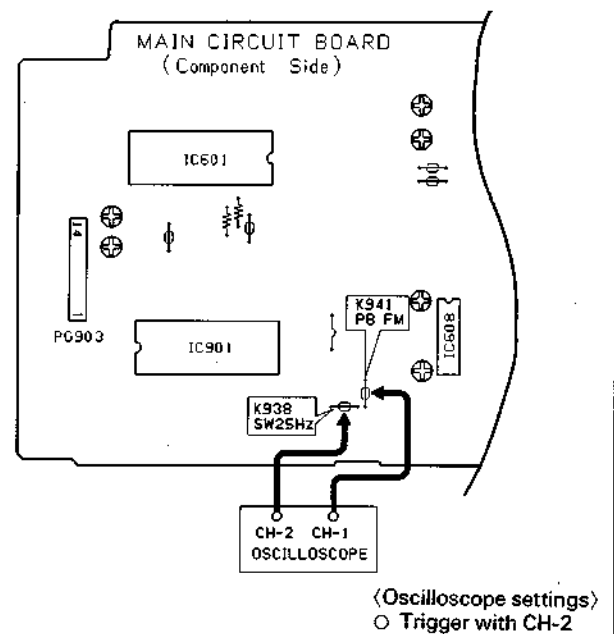 MAIN CIRCUIT BOARD
(Component Side)
IC601
14
1
PG903
IC901
K941
PB FM
IC608
K938
SW25Hz
CH-2 CH-1
OSCILLOSCOPE
〈Oscilloscope settings〉
○ Trigger with CH-2